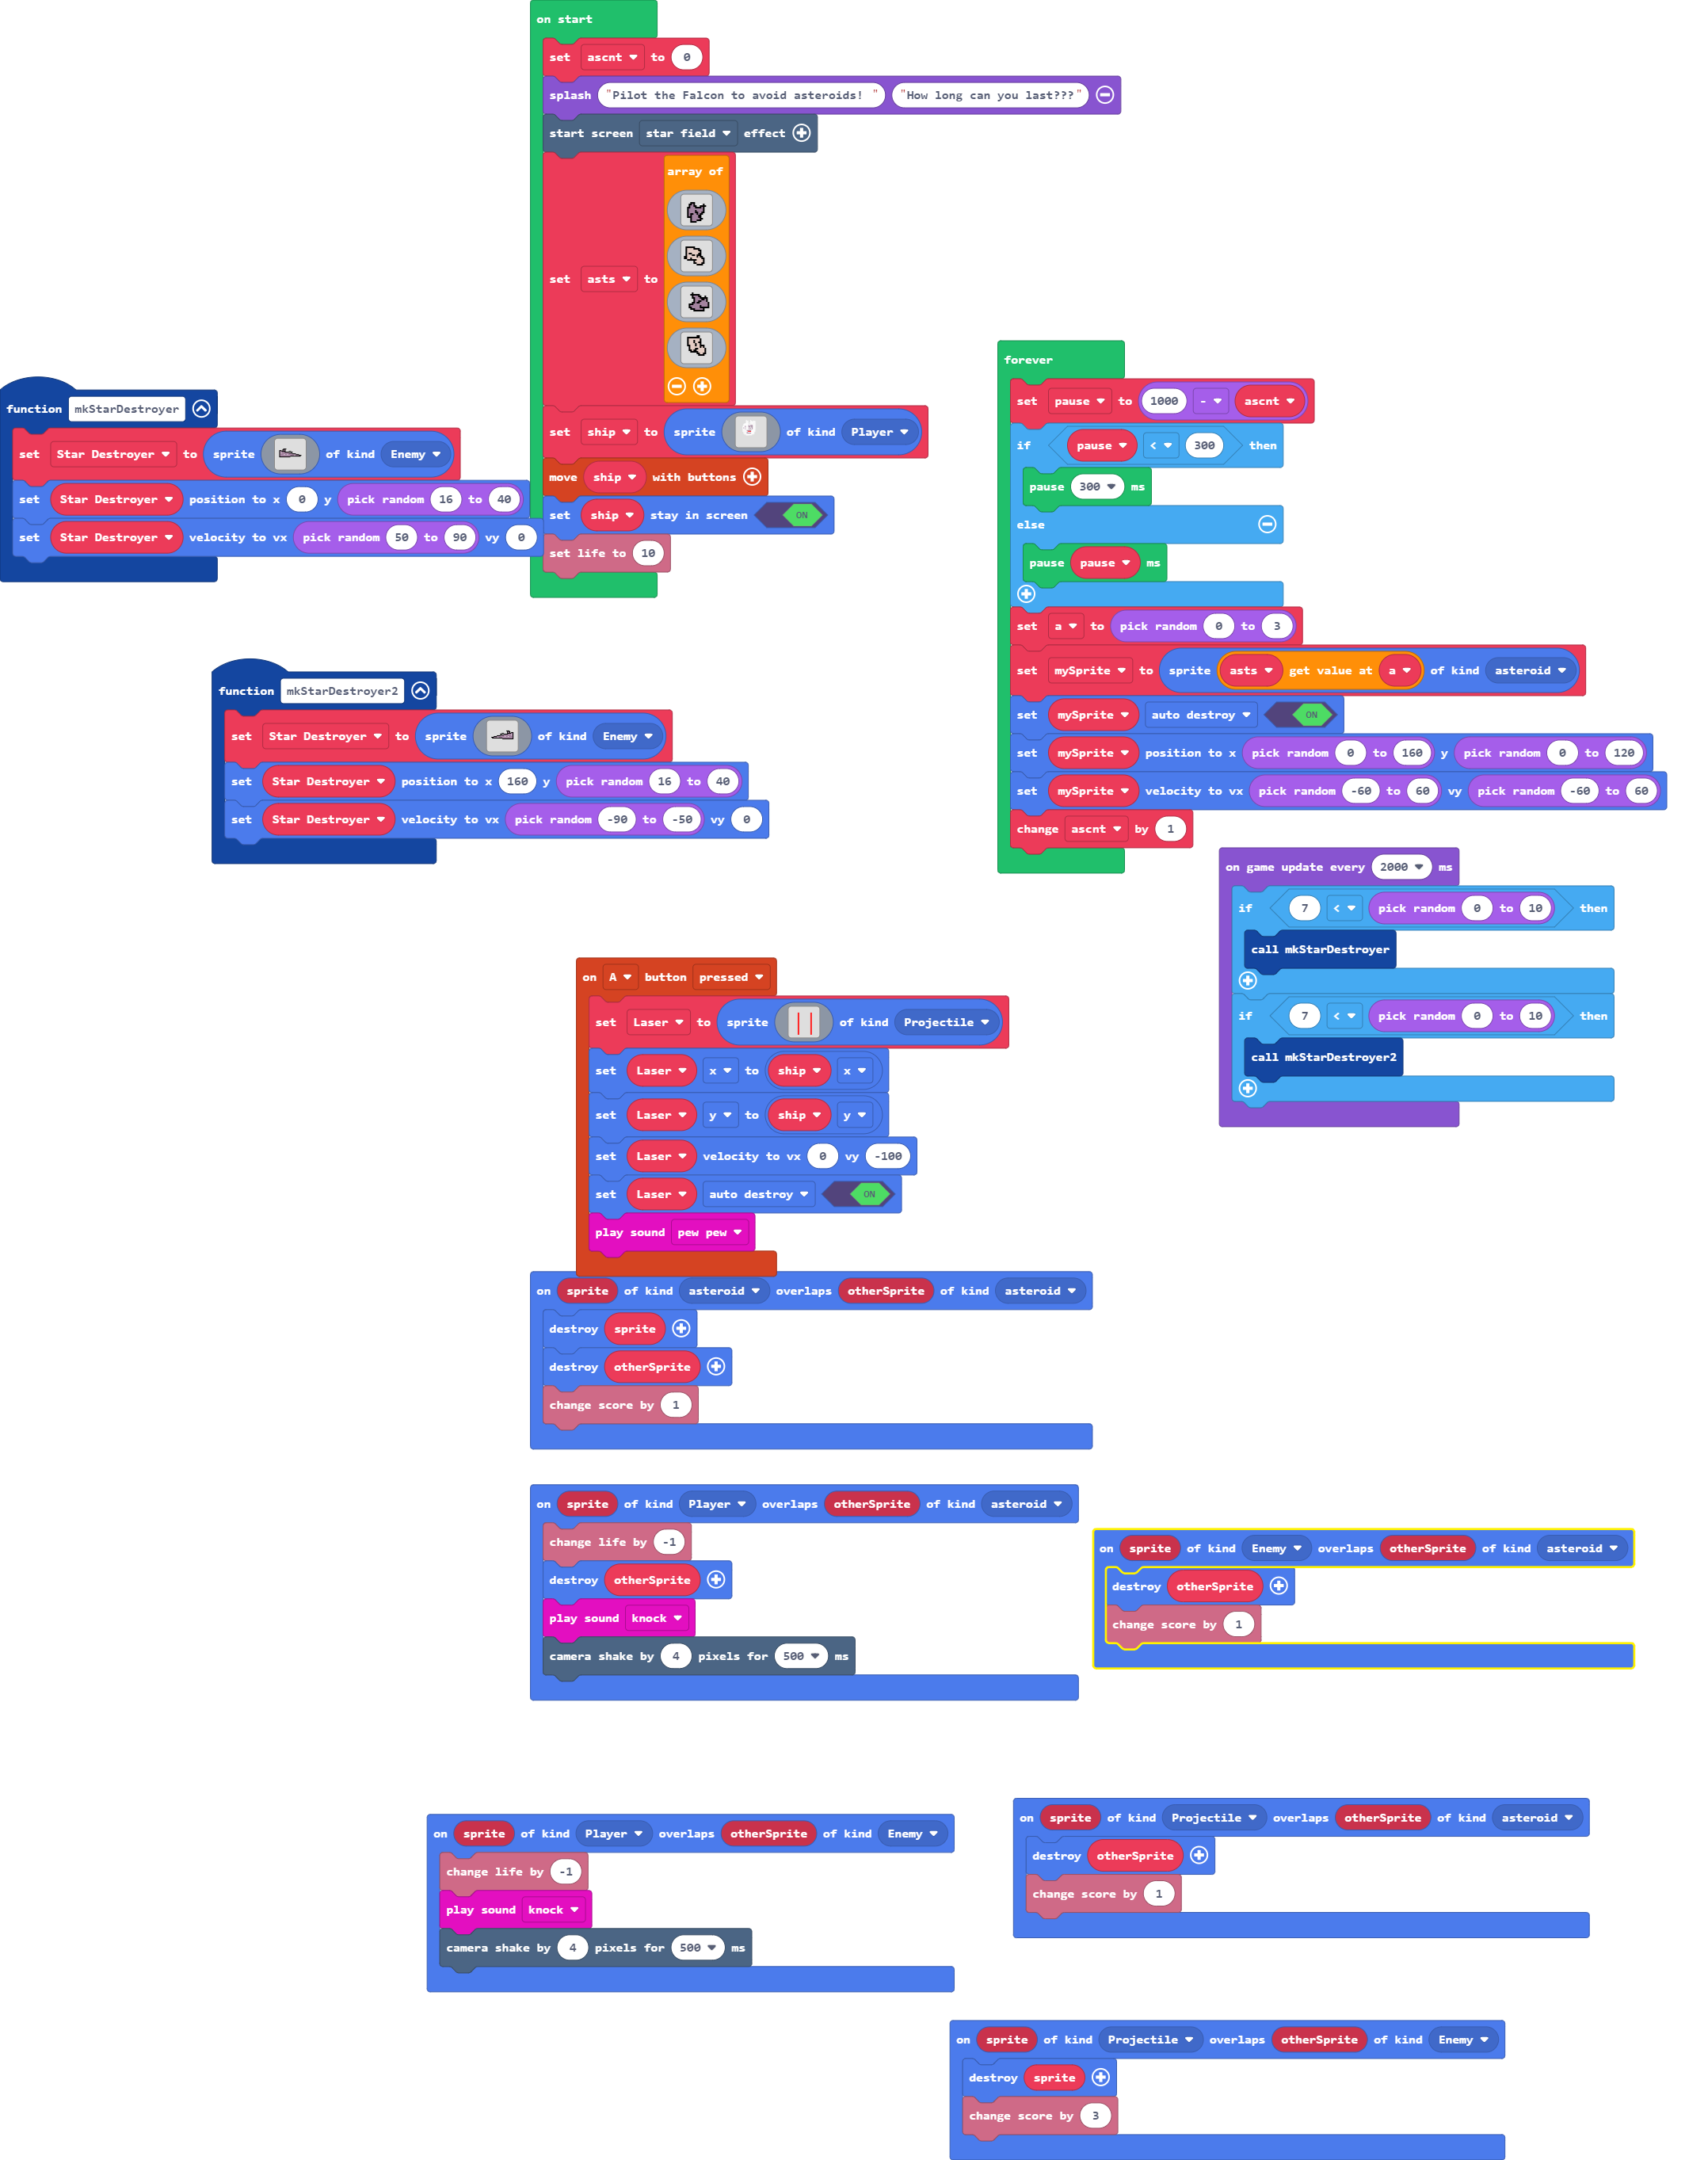 on start
set ascnt to 0
splash "Pilot the Falcon to avoid asteroids! " "How long can you last???"
start screen star field effect
array of
set asts to
set ship to sprite of kind Player
move ship with buttons
set ship stay in screen ON
set life to 10
function mkStarDestroyer
set Star Destroyer to sprite of kind Enemy
set Star Destroyer position to x 0 y pick random 16 to 40
set Star Destroyer velocity to vx pick random 50 to 90 vy 0
function mkStarDestroyer2
set Star Destroyer to sprite of kind Enemy
set Star Destroyer position to x 160 y pick random 16 to 40
set Star Destroyer velocity to vx pick random -90 to -50 vy 0
forever
set pause to 1000 - ascnt
if pause < 300 then
pause 300 ms
else
pause pause ms
set a to pick random 0 to 3
set mySprite to sprite asts get value at a of kind asteroid
set mySprite auto destroy ON
set mySprite position to x pick random 0 to 160 y pick random 0 to 120
set mySprite velocity to vx pick random -60 to 60 vy pick random -60 to 60
change ascnt by 1
on game update every 2000 ms
if 7 < pick random 0 to 10 then
call mkStarDestroyer
if 7 < pick random 0 to 10 then
call mkStarDestroyer2
on A button pressed
set Laser to sprite of kind Projectile
set Laser x to ship x
set Laser y to ship y
set Laser velocity to vx 0 vy -100
set Laser auto destroy ON
play sound pew pew
on sprite of kind asteroid overlaps otherSprite of kind asteroid
destroy sprite
destroy otherSprite
change score by 1
on sprite of kind Player overlaps otherSprite of kind asteroid
change life by -1
destroy otherSprite
play sound knock
camera shake by 4 pixels for 500 ms
on sprite of kind Enemy overlaps otherSprite of kind asteroid
destroy otherSprite
change score by 1
on sprite of kind Player overlaps otherSprite of kind Enemy
change life by -1
play sound knock
camera shake by 4 pixels for 500 ms
on sprite of kind Projectile overlaps otherSprite of kind asteroid
destroy otherSprite
change score by 1
on sprite of kind Projectile overlaps otherSprite of kind Enemy
destroy sprite
change score by 3